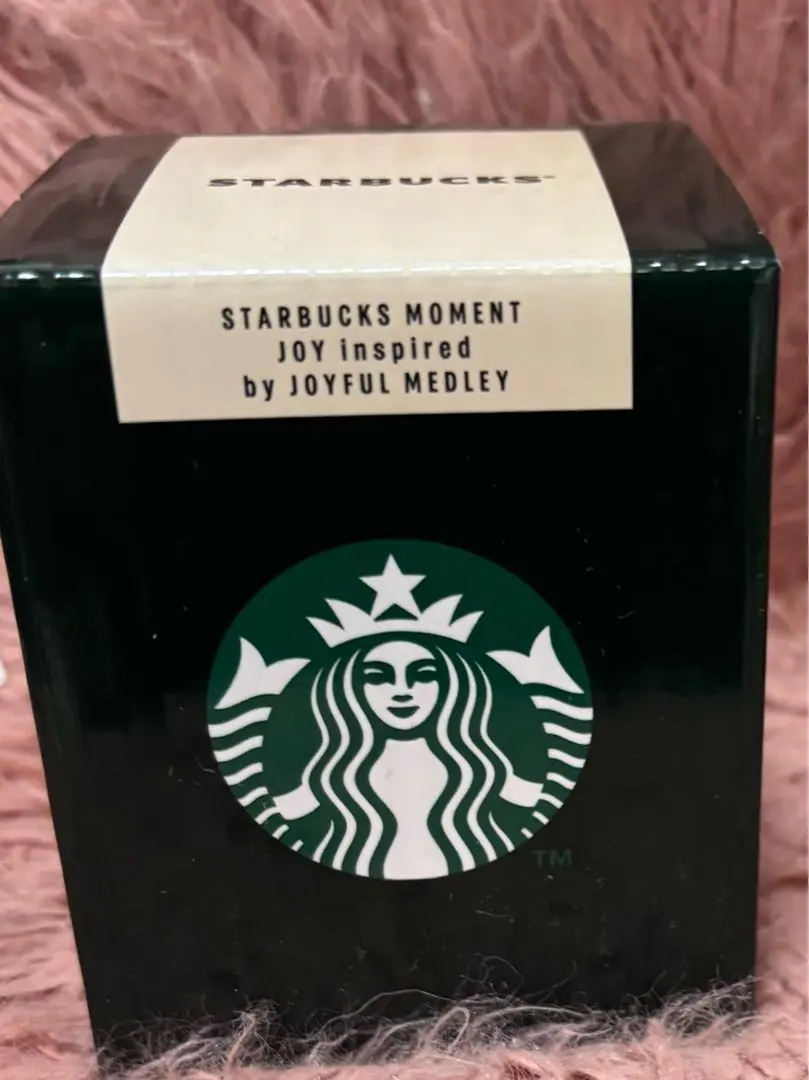 STARBUCKS
STARBUCKS MOMENT
JOY inspired
by JOYFUL MEDLEY
TM